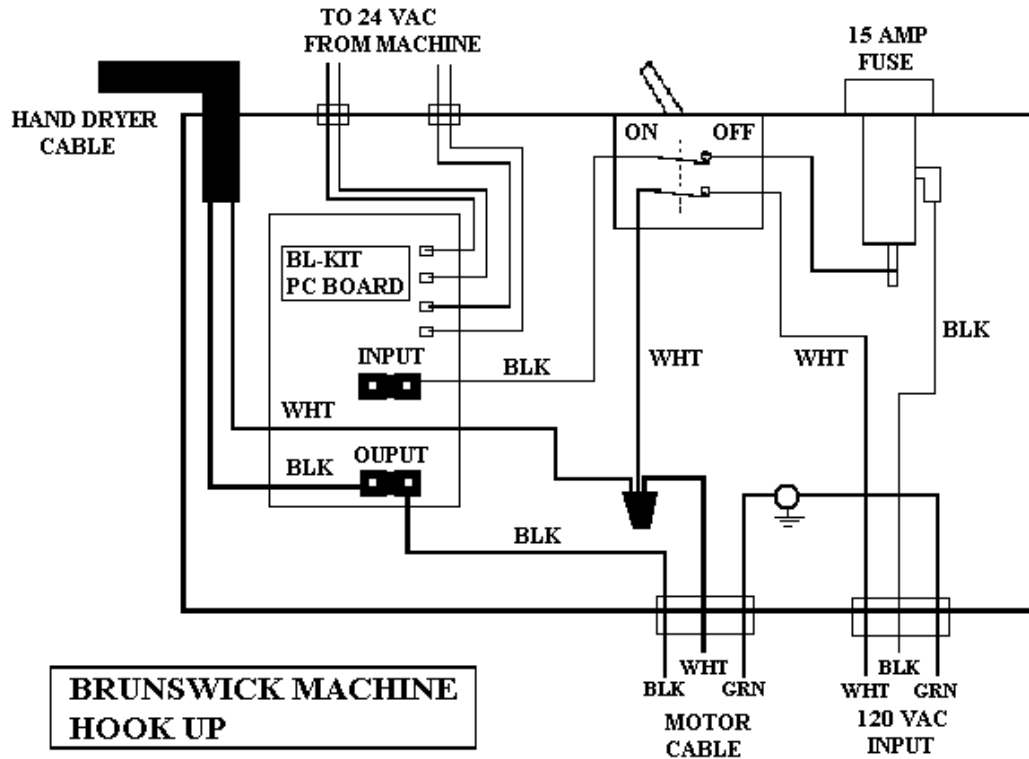 TO 24 VAC
FROM MACHINE
15 AMP
FUSE
HAND DRYER
CABLE
ON OFF
BL-KIT
PC BOARD
BLK
INPUT
BLK
WHT
WHT
WHT
OUPUT
BLK
BLK
WHT
BLK
GRN
BLK
WHT
GRN
MOTOR
CABLE
120 VAC
INPUT
BRUNSWICK MACHINE
HOOK UP